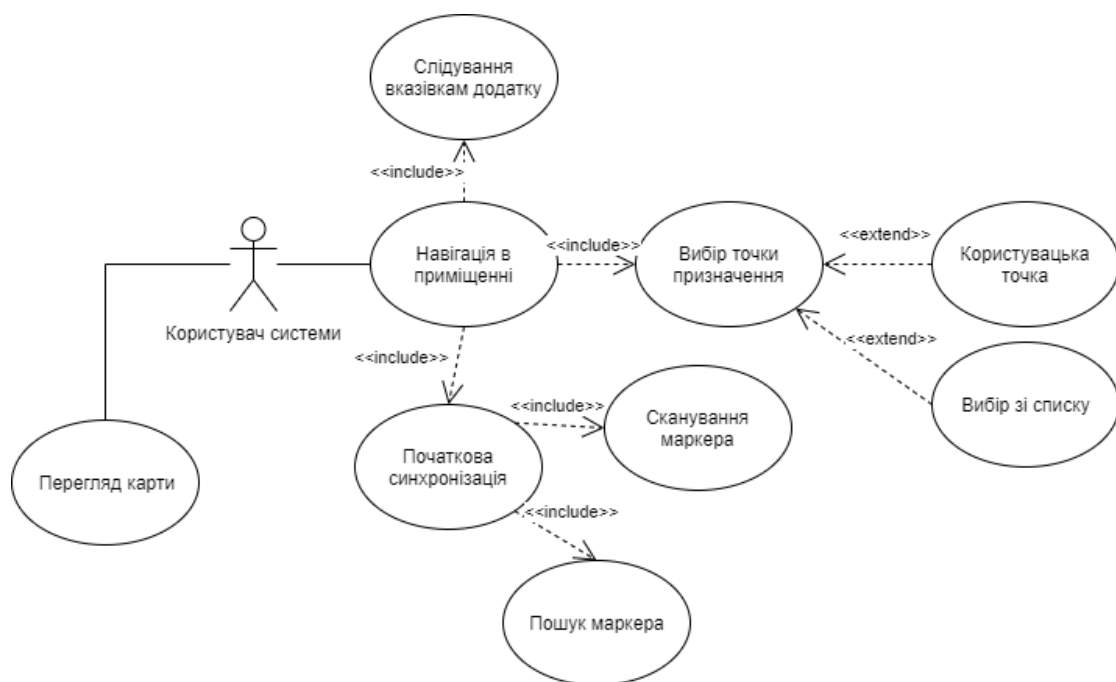 Слідування
вказівкам додатку
<<include>>
Навігація в
приміщенні
<<include>>
Вибір точки
призначення
<<extend>>
Користувацька
точка
Користувач системи
<<include>>
<<extend>>
Вибір зі списку
<<include>>
Сканування
маркера
Початкова
синхронізація
Перегляд карти
<<include>>
Пошук маркера